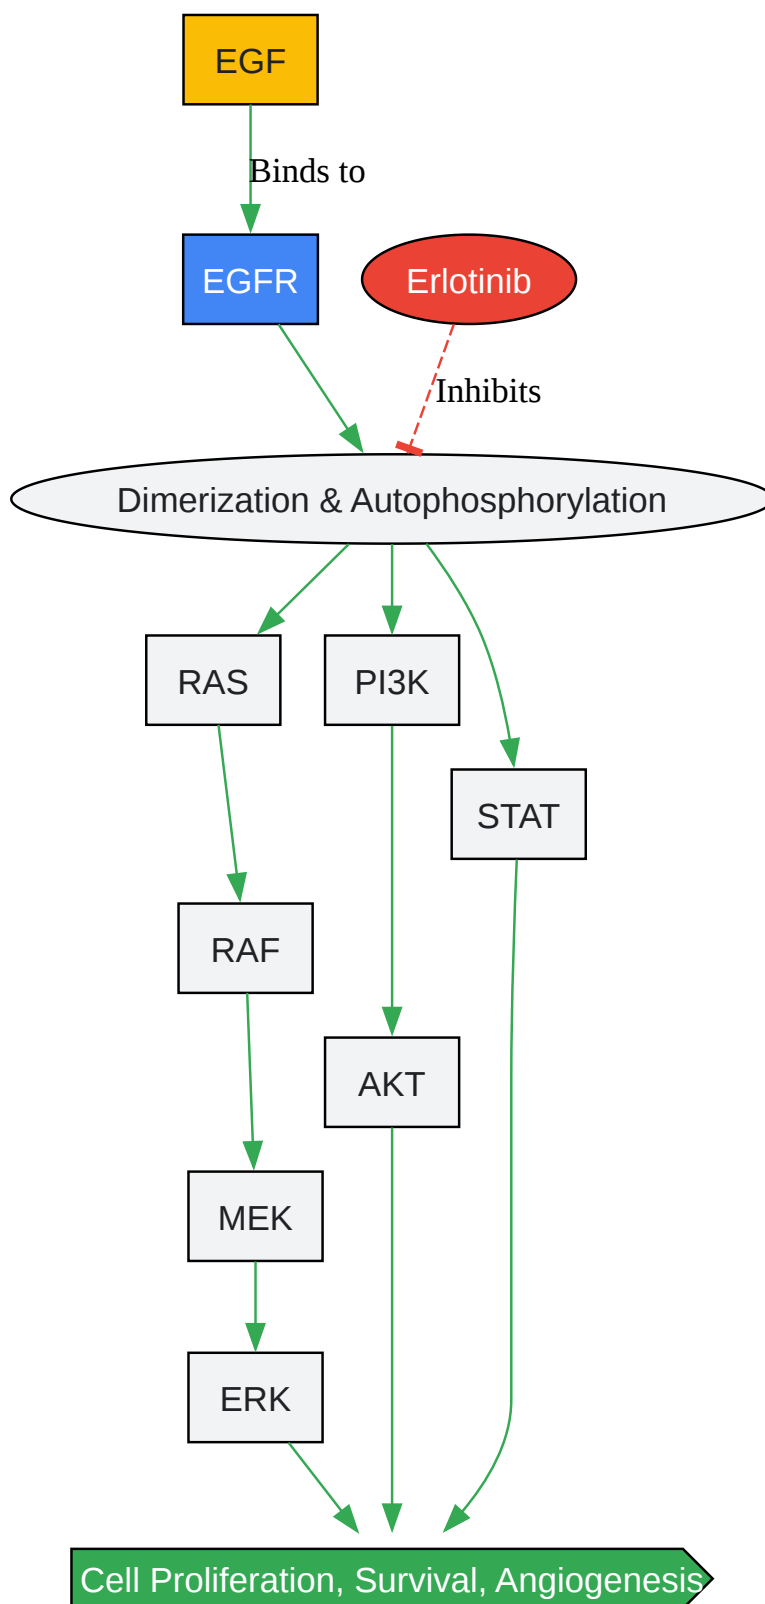 EGF
Binds to
EGFR
Erlotinib
Inhibits
Dimerization & Autophosphorylation
RAS
PI3K
STAT
RAF
AKT
MEK
ERK
Cell Proliferation, Survival, Angiogenesis